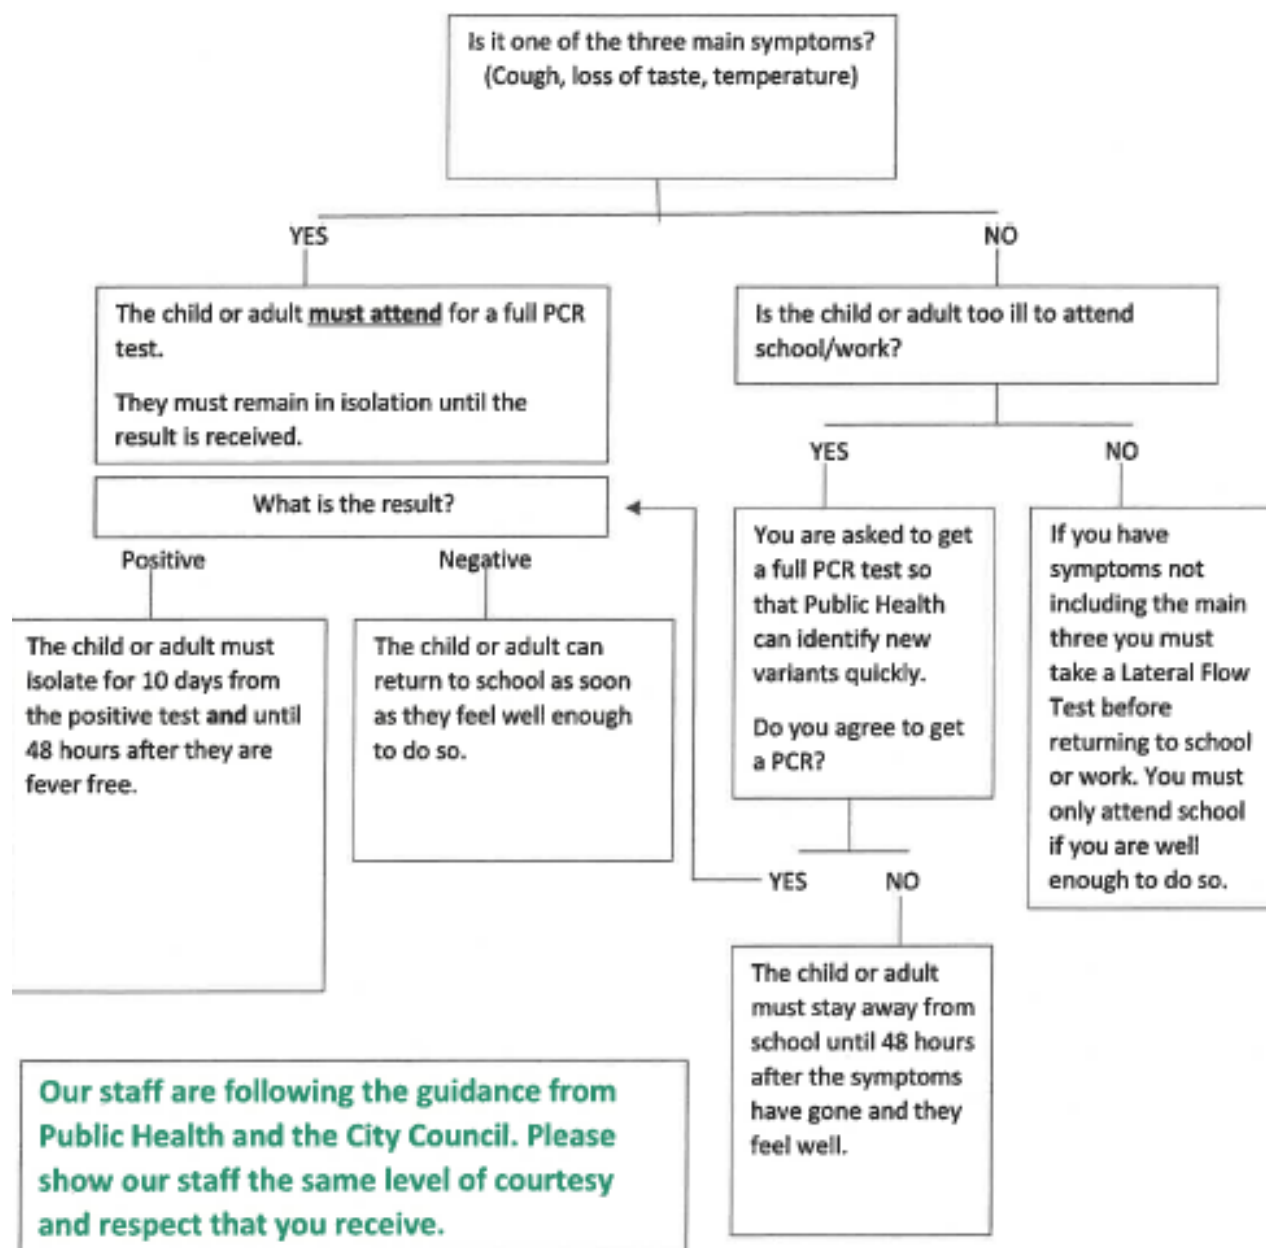 Is it one of the three main symptoms?
(Cough, loss of taste, temperature)
YES
NO
The child or adult must attend for a full PCR
test.
They must remain in isolation until the
result is received.
Is the child or adult too ill to attend
school/work?
What is the result?
Positive
Negative
The child or adult must
isolate for 10 days from
the positive test and until
48 hours after they are
fever free.
The child or adult can
return to school as soon
as they feel well enough
to do so.
YES
NO
You are asked to get
a full PCR test so
that Public Health
can identify new
variants quickly.
Do you agree to get
a PCR?
If you have
symptoms not
including the main
three you must
take a Lateral Flow
Test before
returning to school
or work. You must
only attend school
if you are well
enough to do so.
YES
NO
The child or adult
must stay away from
school until 48 hours
after the symptoms
have gone and they
feel well.
Our staff are following the guidance from
Public Health and the City Council. Please
show our staff the same level of courtesy
and respect that you receive.